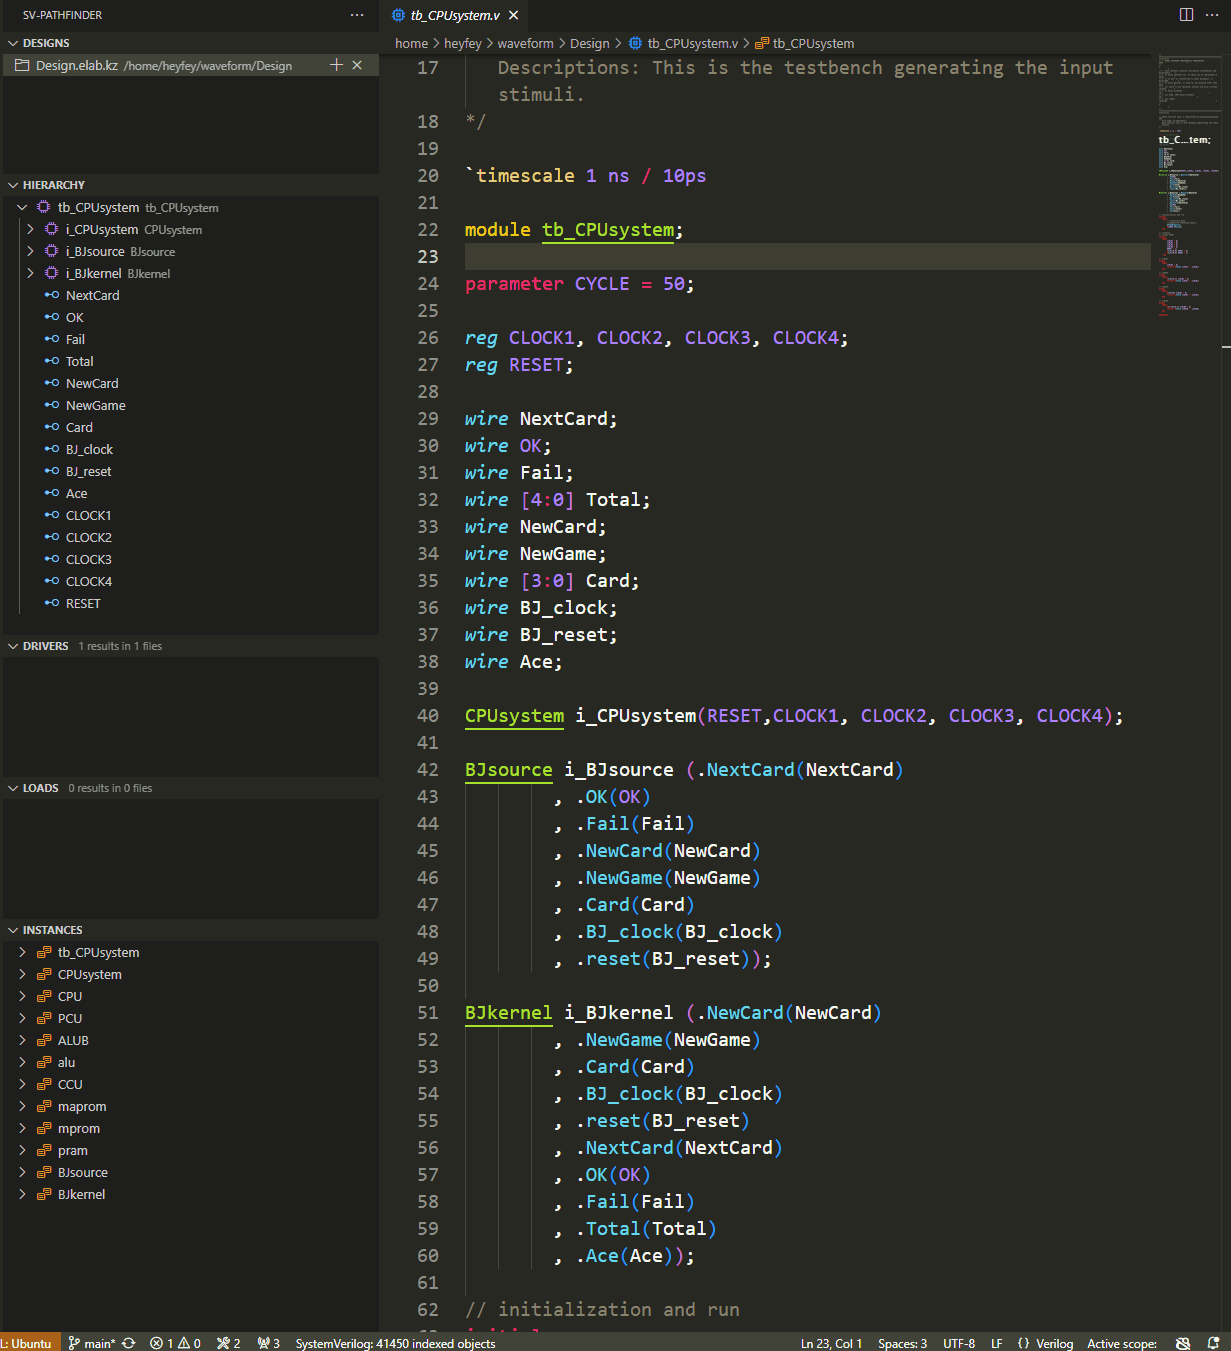 SV-PATHFINDER
DESIGNS
Design.elab.kz /home/heyfey/waveform/Design
HIERARCHY
tb_CPUsystem tb_CPUsystem
i_CPUsystem CPUsystem
i_BJsource BJsource
i_BJkernel BJkernel
NextCard
OK
Fail
Total
NewCard
NewGame
Card
BJ_clock
BJ_reset
Ace
CLOCK1
CLOCK2
CLOCK3
CLOCK4
RESET
DRIVERS 1 results in 1 files
LOADS 0 results in 0 files
INSTANCES
tb_CPUsystem
CPUsystem
CPU
PCU
ALUB
alu
CCU
maprom
mprom
pram
BJsource
BJkernel
tb_CPUsystem.v
home > heyfey > waveform > Design > tb_CPUsystem.v > tb_CPUsystem
17 Descriptions: This is the testbench generating the input
stimuli.
18 */
19
20 `timescale 1 ns / 10ps
21
22 module tb_CPUsystem;
23
24 parameter CYCLE = 50;
25
26 reg CLOCK1, CLOCK2, CLOCK3, CLOCK4;
27 reg RESET;
28
29 wire NextCard;
30 wire OK;
31 wire Fail;
32 wire [4:0] Total;
33 wire NewCard;
34 wire NewGame;
35 wire [3:0] Card;
36 wire BJ_clock;
37 wire BJ_reset;
38 wire Ace;
39
40 CPUsystem i_CPUsystem(RESET,CLOCK1, CLOCK2, CLOCK3, CLOCK4);
41
42 BJsource i_BJsource (.NextCard(NextCard)
43 , .OK(OK)
44 , .Fail(Fail)
45 , .NewCard(NewCard)
46 , .NewGame(NewGame)
47 , .Card(Card)
48 , .BJ_clock(BJ_clock)
49 , .reset(BJ_reset));
50
51 BJkernel i_BJkernel (.NewCard(NewCard)
52 , .NewGame(NewGame)
53 , .Card(Card)
54 , .BJ_clock(BJ_clock)
55 , .reset(BJ_reset)
56 , .NextCard(NextCard)
57 , .OK(OK)
58 , .Fail(Fail)
59 , .Total(Total)
60 , .Ace(Ace));
61
62 // initialization and run
tb_C...tem;
L: Ubuntu main* 1 0 2 3 SystemVerilog: 41450 indexed objects Ln 23, Col 1 Spaces: 3 UTF-8 LF {} Verilog Active scope: